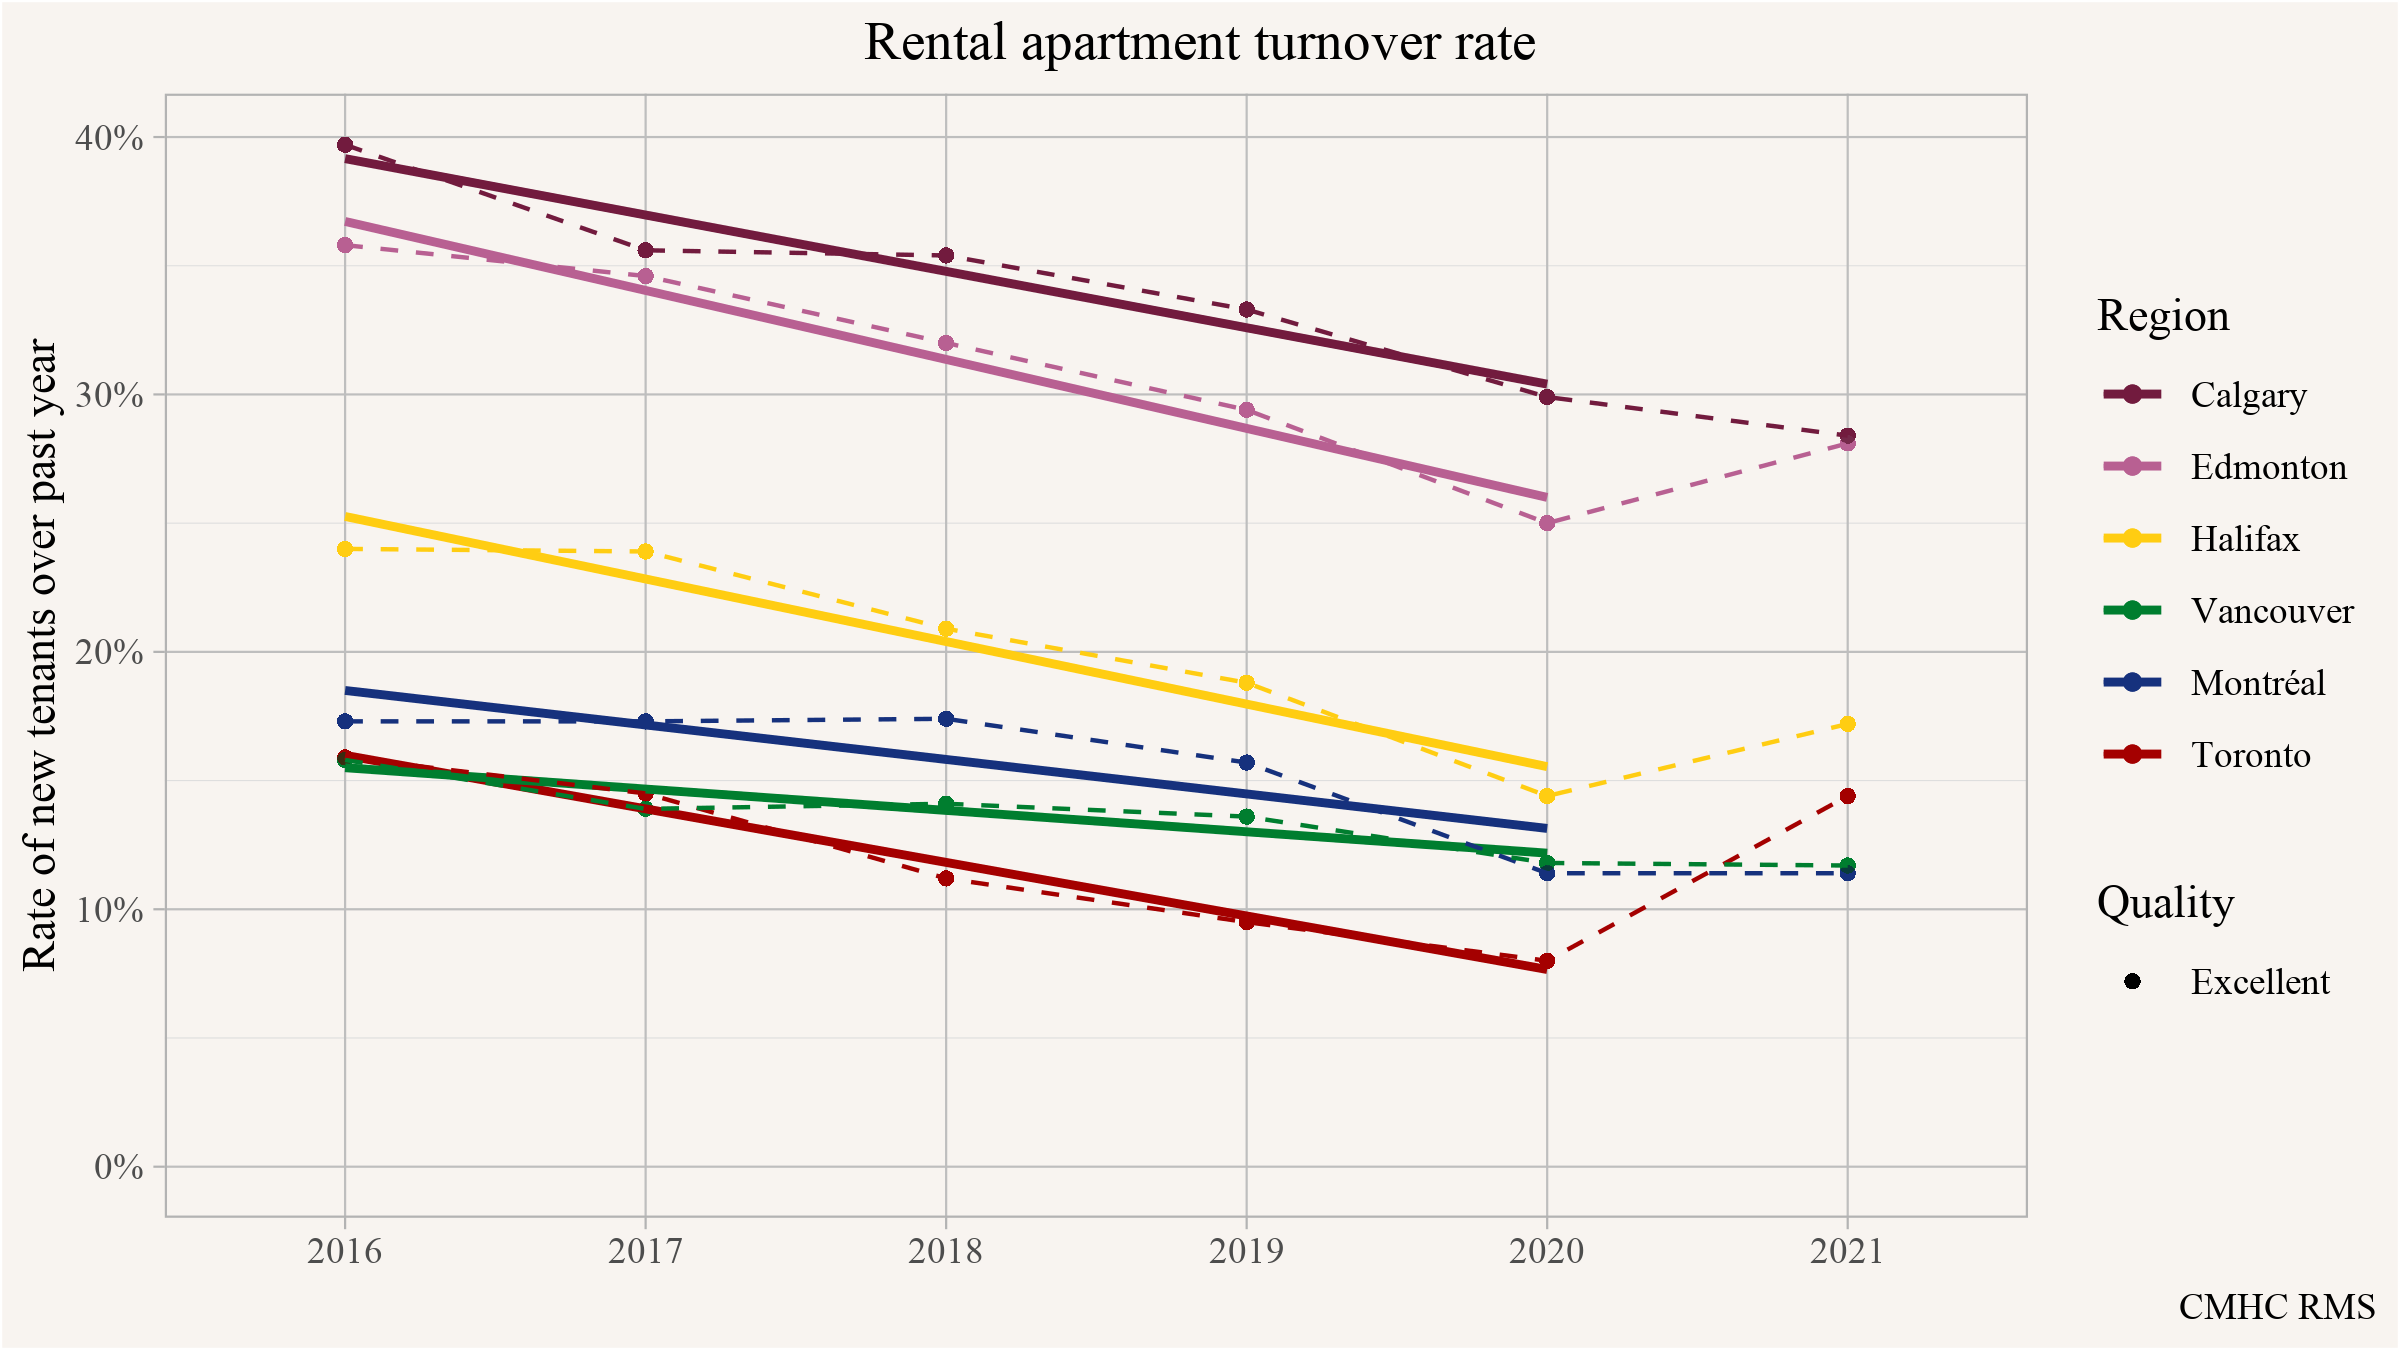 Rental apartment turnover rate
Rate of new tenants over past year
40%
30%
20%
10%
0%
2016 2017 2018 2019 2020 2021
Region
Calgary
Edmonton
Halifax
Vancouver
Montréal
Toronto
Quality
Excellent
CMHC RMS